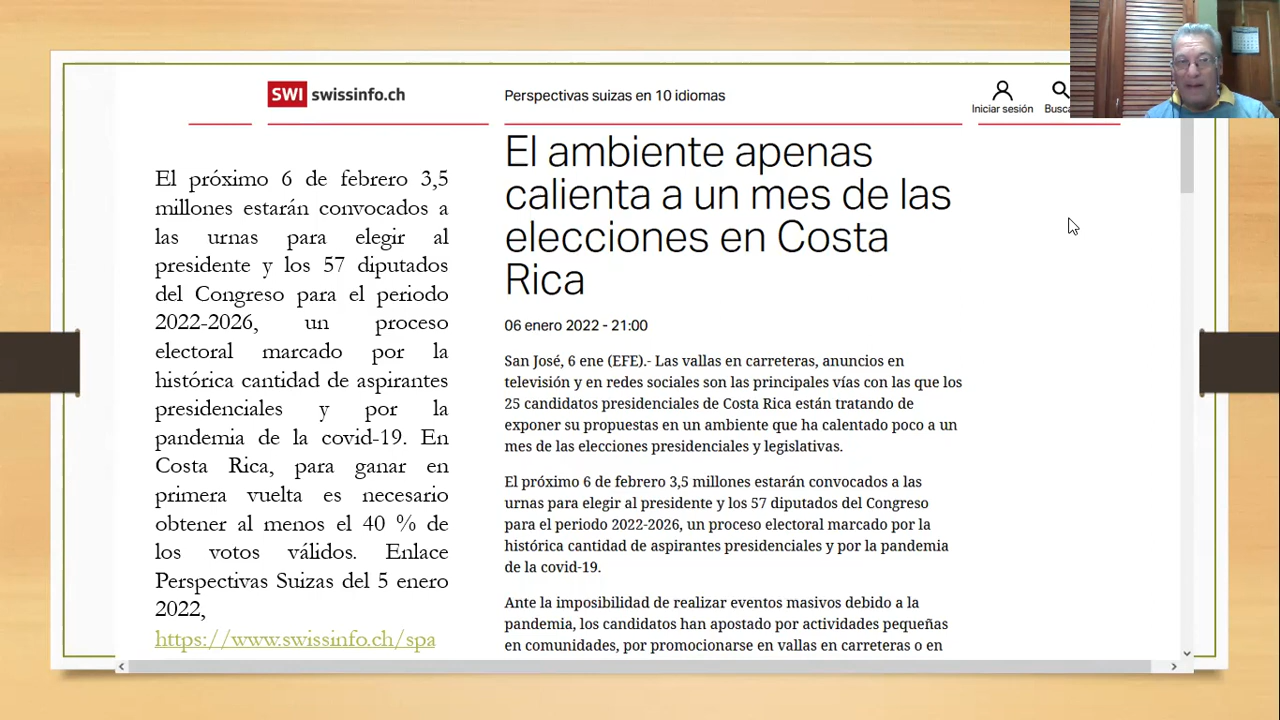 SWI swissinfo.ch
Perspectivas suizas en 10 idiomas
Iniciar sesión
El próximo 6 de febrero 3,5
millones estarán convocados a
las urnas para elegir al
presidente y los 57 diputados
del Congreso para el periodo
2022-2026, un proceso
electoral marcado por la
histórica cantidad de aspirantes
presidenciales y por la
pandemia de la covid-19. En
Costa Rica, para ganar en
primera vuelta es necesario
obtener al menos el 40 % de
los votos válidos. Enlace
Perspectivas Suizas del 5 enero
2022,
https://www.swissinfo.ch/spa
El ambiente apenas
calienta a un mes de las
elecciones en Costa
Rica
06 enero 2022 - 21:00
San José, 6 ene (EFE).- Las vallas en carreteras, anuncios en
televisión y en redes sociales son las principales vías con las que los
25 candidatos presidenciales de Costa Rica están tratando de
exponer su propuestas en un ambiente que ha calentado poco a un
mes de las elecciones presidenciales y legislativas.
El próximo 6 de febrero 3,5 millones estarán convocados a las
urnas para elegir al presidente y los 57 diputados del Congreso
para el periodo 2022-2026, un proceso electoral marcado por la
histórica cantidad de aspirantes presidenciales y por la pandemia
de la covid-19.
Ante la imposibilidad de realizar eventos masivos debido a la
pandemia, los candidatos han apostado por actividades pequeñas
en comunidades, por promocionarse en vallas en carreteras o en